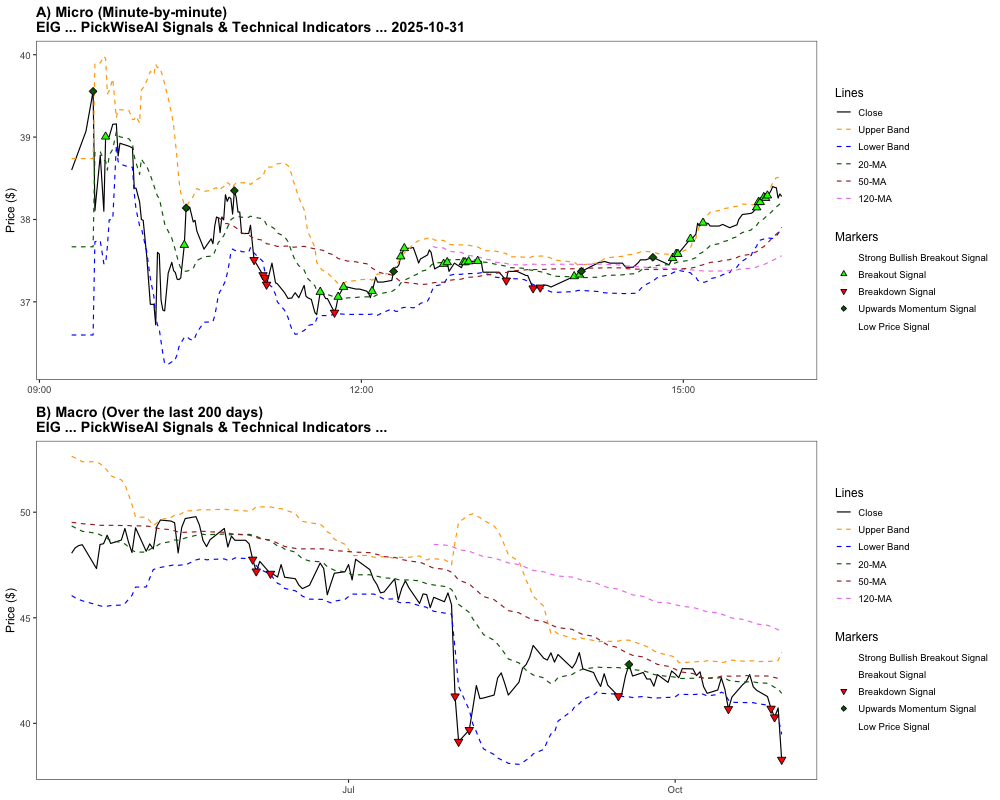 A) Micro (Minute-by-minute)
EIG ... PickWiseAI Signals & Technical Indicators ... 2025-10-31
Price ($)
40
39
38
37
09:00
12:00
15:00
Lines
Close
Upper Band
Lower Band
20-MA
50-MA
120-MA
Markers
Strong Bullish Breakout Signal
Breakout Signal
Breakdown Signal
Upwards Momentum Signal
Low Price Signal
B) Macro (Over the last 200 days)
EIG ... PickWiseAI Signals & Technical Indicators ...
Price ($)
50
45
40
Jul
Oct
Lines
Close
Upper Band
Lower Band
20-MA
50-MA
120-MA
Markers
Strong Bullish Breakout Signal
Breakout Signal
Breakdown Signal
Upwards Momentum Signal
Low Price Signal